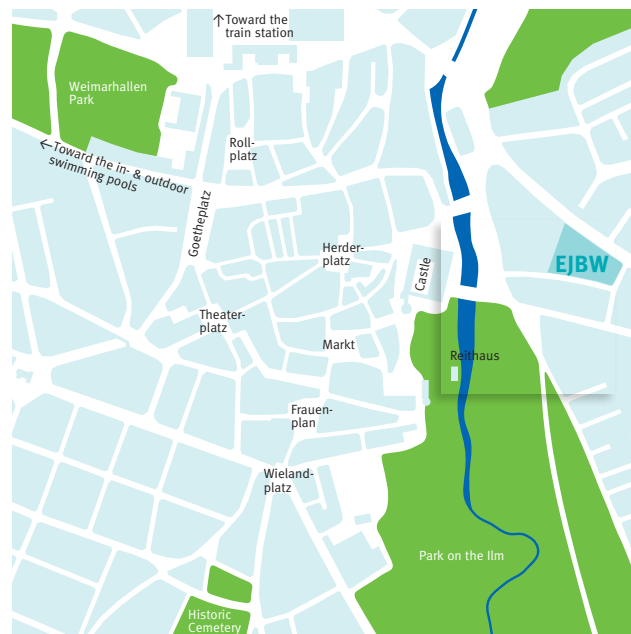 ↑Toward the
train station
Weimarhallen
Park
←Toward the in- & outdoor
swimming pools
Roll-
platz
Goetheplatz
Herder-
platz
Castle
EJBW
Theater-
platz
Markt
Reithaus
Frauen-
plan
Wieland-
platz
Park on the Ilm
Historic
Cemetery